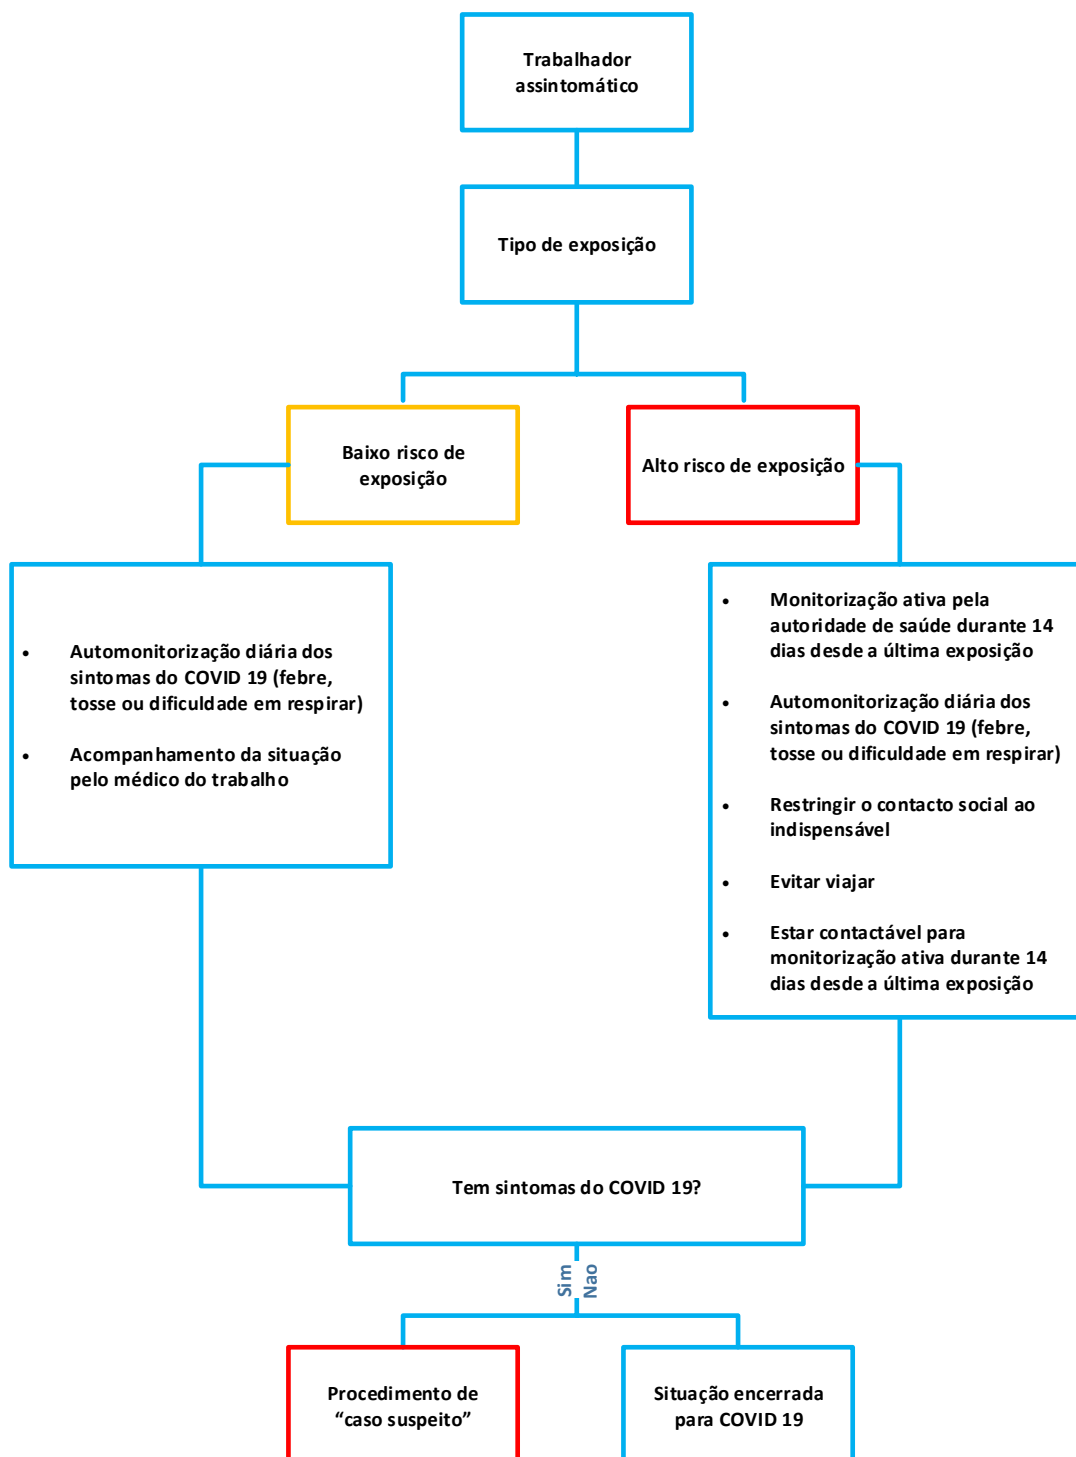 Trabalhador
assintomático
Tipo de exposição
Baixo risco de
exposição
Alto risco de exposição
• Automonitorização diária dos
sintomas do COVID 19 (febre,
tosse ou dificuldade em respirar)
• Acompanhamento da situação
pelo médico do trabalho
• Monitorização ativa pela
autoridade de saúde durante 14
dias desde a última exposição
• Automonitorização diária dos
sintomas do COVID 19 (febre,
tosse ou dificuldade em respirar)
• Restringir o contacto social ao
indispensável
• Evitar viajar
• Estar contactável para
monitorização ativa durante 14
dias desde a última exposição
Tem sintomas do COVID 19?
Sim
Nao
Procedimento de
“caso suspeito”
Situação encerrada
para COVID 19